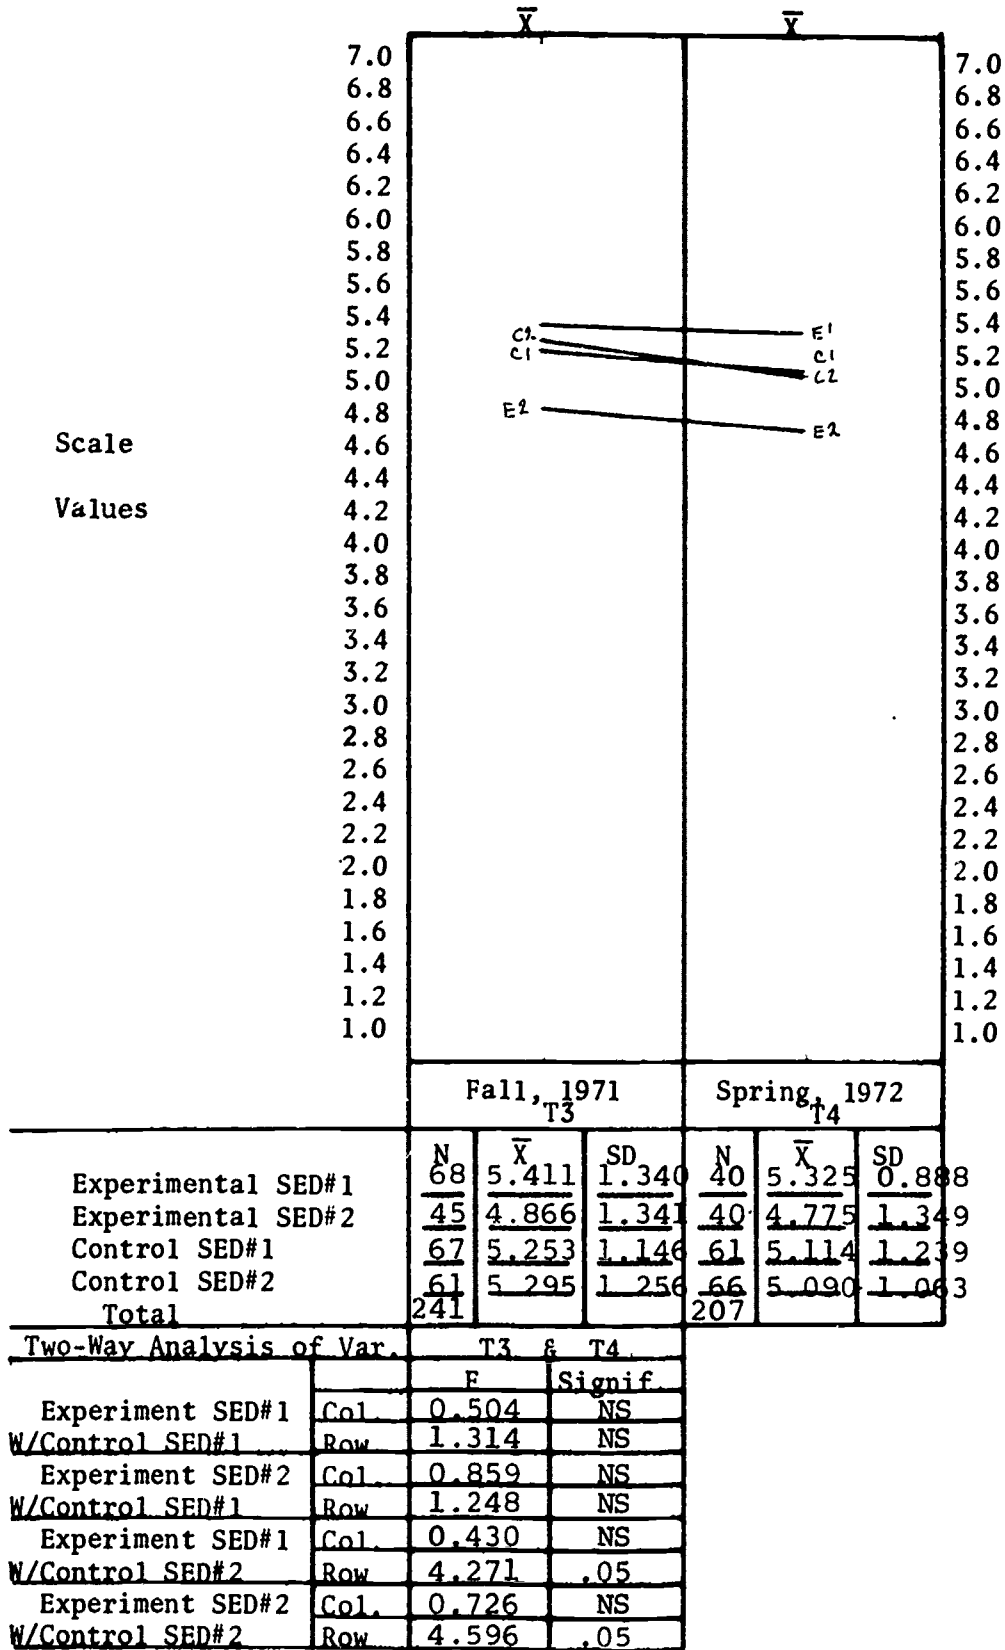 X̄ X̄
7.0 7.0
6.8 6.8
6.6 6.6
6.4 6.4
6.2 6.2
6.0 6.0
5.8 5.8
5.6 5.6
5.4 E1 5.4
C2 5.2 C1 5.2
C1 5.0 C2 5.0
E2 4.8 E2 4.8
Scale 4.6 4.6
4.4 4.4
Values 4.2 4.2
4.0 4.0
3.8 3.8
3.6 3.6
3.4 3.4
3.2 3.2
3.0 3.0
2.8 2.8
2.6 2.6
2.4 2.4
2.2 2.2
2.0 2.0
1.8 1.8
1.6 1.6
1.4 1.4
1.2 1.2
1.0 1.0
Fall, 1971 Spring, 1972
T3 T4
N X̄ SD N X̄ SD
Experimental SED#1 68 5.411 1.340 40 5.325 0.888
Experimental SED#2 45 4.866 1.341 40 4.775 1.349
Control SED#1 67 5.253 1.146 61 5.114 1.239
Control SED#2 61 5.295 1.256 66 5.090 1.063
Total 241 207
Two-Way Analysis of Var. T3 & T4
F Signif.
Experiment SED#1 Col. 0.504 NS
W/Control SED#1 Row 1.314 NS
Experiment SED#2 Col. 0.859 NS
W/Control SED#1 Row 1.248 NS
Experiment SED#1 Col. 0.430 NS
W/Control SED#2 Row 4.271 .05
Experiment SED#2 Col. 0.726 NS
W/Control SED#2 Row 4.596 .05